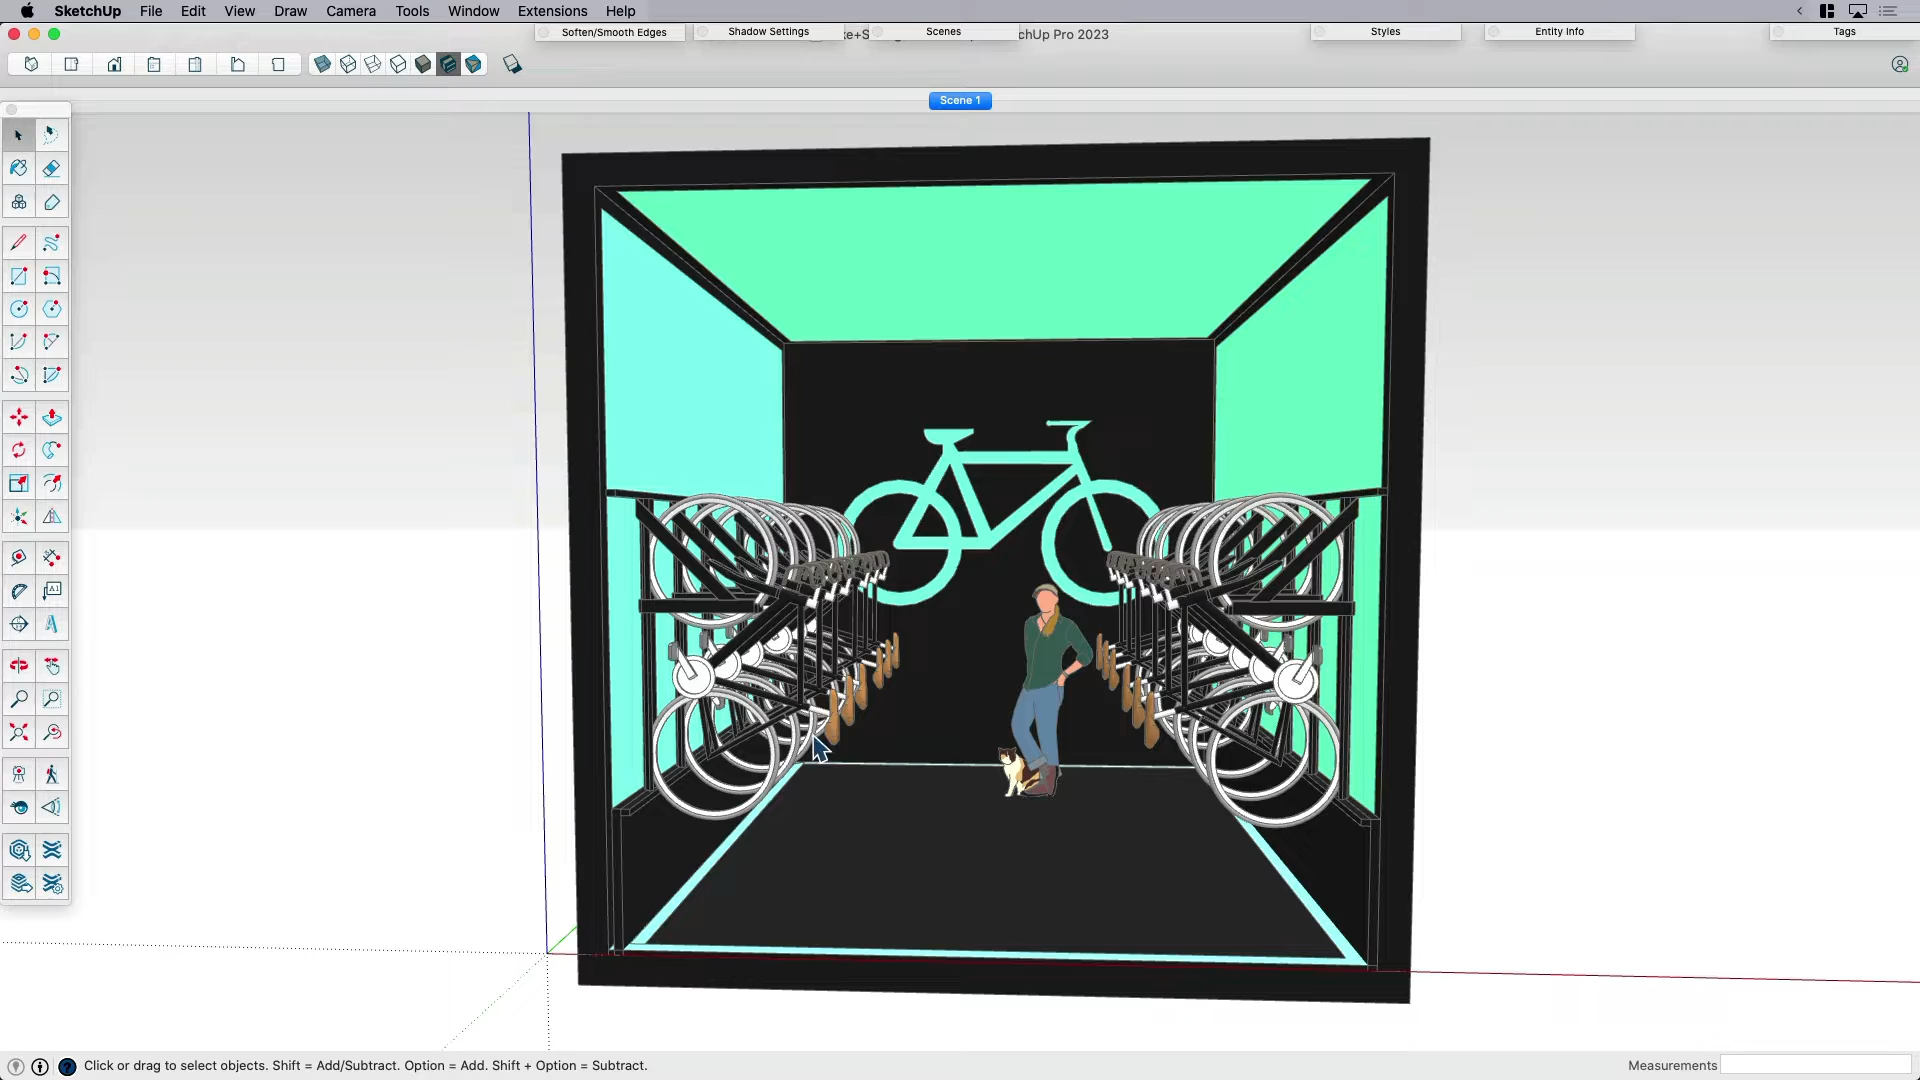 SketchUp File Edit View Draw Camera Tools Window Extensions Help
Soften/Smooth Edges Shadow Settings Scenes Styles Entity Info Tags
chUp Pro 2023
Scene 1
Click or drag to select objects. Shift = Add/Subtract. Option = Add. Shift + Option = Subtract.
Measurements